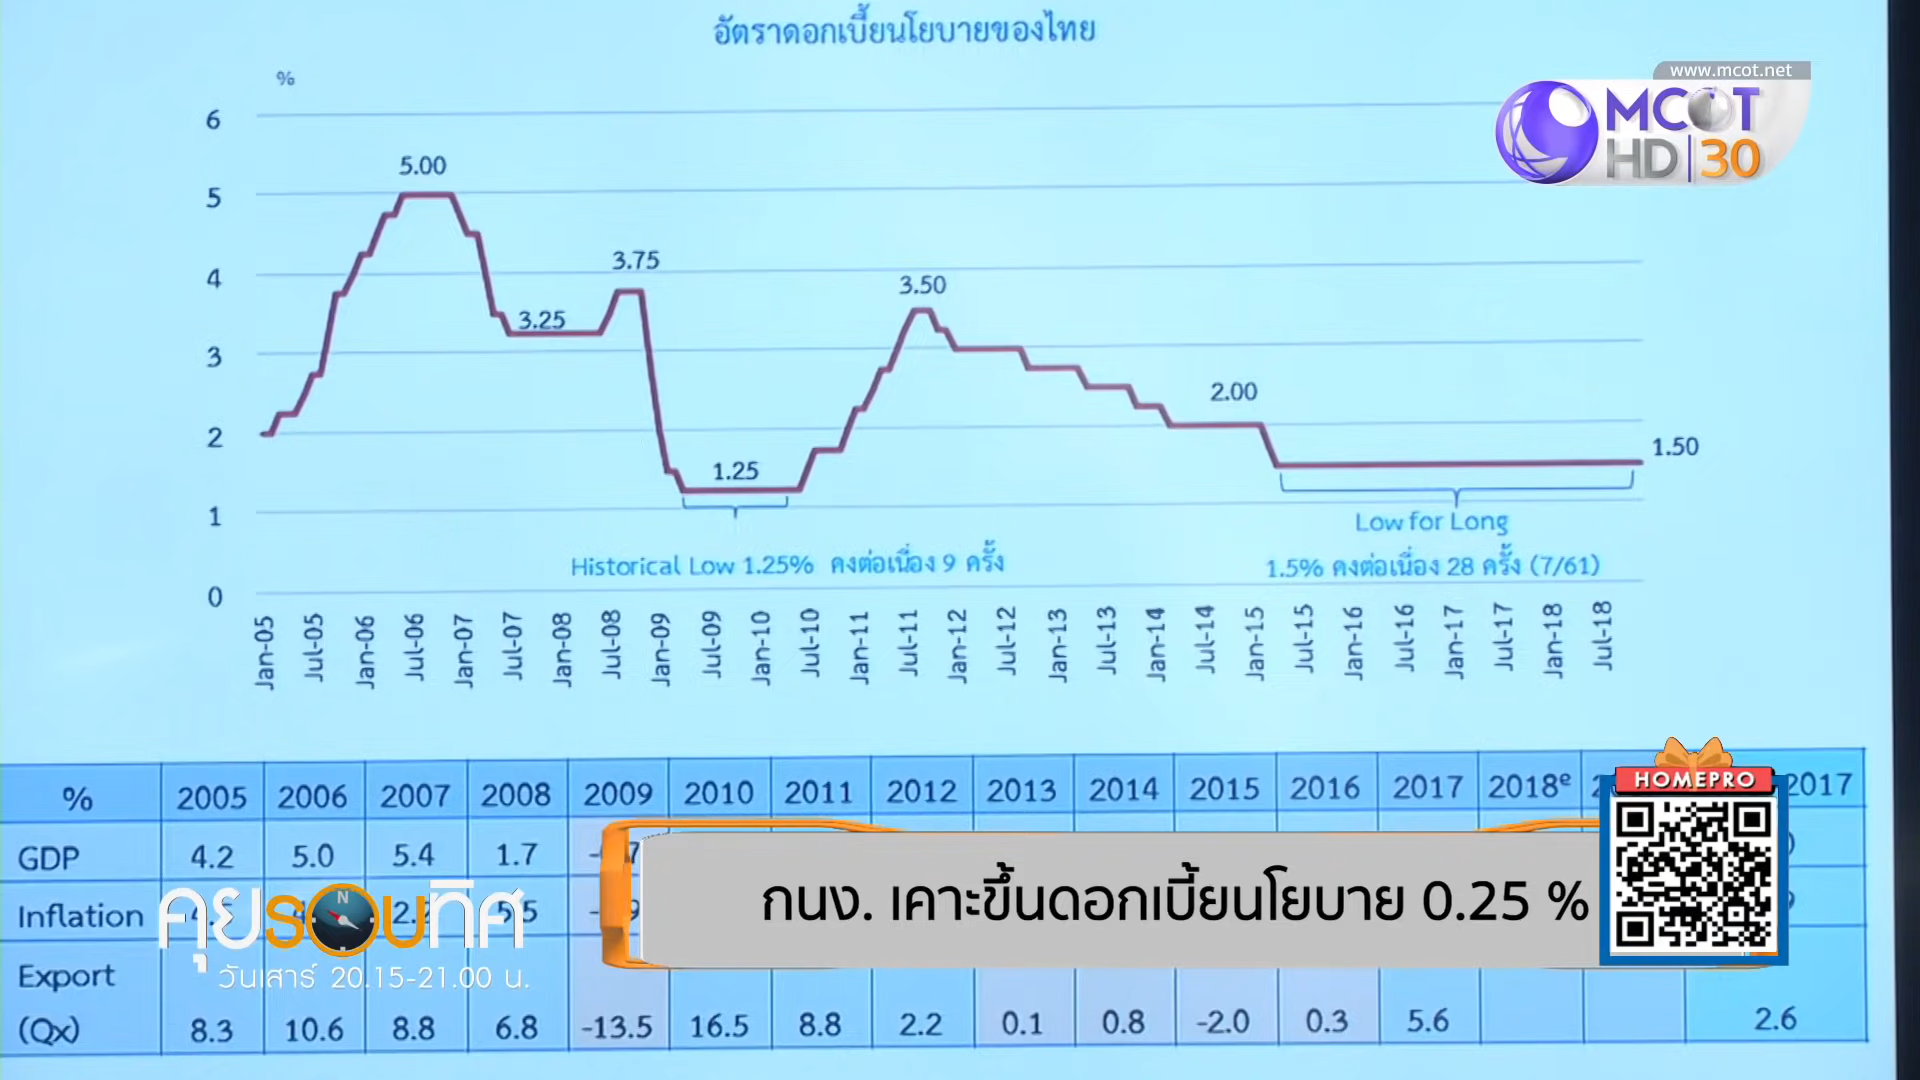 อัตราดอกเบี้ยนโยบายของไทย
www.mcot.net
MCOT
HD 30
%
6
5
4
3
2
1
0
5.00
3.25
3.75
1.25
3.50
2.00
1.50
Historical Low 1.25% คงต่อเนื่อง 9 ครั้ง
Low for Long
1.5% คงต่อเนื่อง 28 ครั้ง (7/61)
Jan-05 Jul-05 Jan-06 Jul-06 Jan-07 Jul-07 Jan-08 Jul-08 Jan-09 Jul-09 Jan-10 Jul-10 Jan-11 Jul-11 Jan-12 Jul-12 Jan-13 Jul-13 Jan-14 Jul-14 Jan-15 Jul-15 Jan-16 Jul-16 Jan-17 Jul-17 Jan-18 Jul-18
% 2005 2006 2007 2008 2009 2010 2011 2012 2013 2014 2015 2016 2017 2018e 2017
HOMEPRO
GDP 4.2 5.0 5.4 1.7
Inflation
คุยรอบทิศ
วันเสาร์ 20.15-21.00 น.
กนง. เคาะขึ้นดอกเบี้ยนโยบาย 0.25 %
Export
(Qx) 8.3 10.6 8.8 6.8 -13.5 16.5 8.8 2.2 0.1 0.8 -2.0 0.3 5.6 2.6